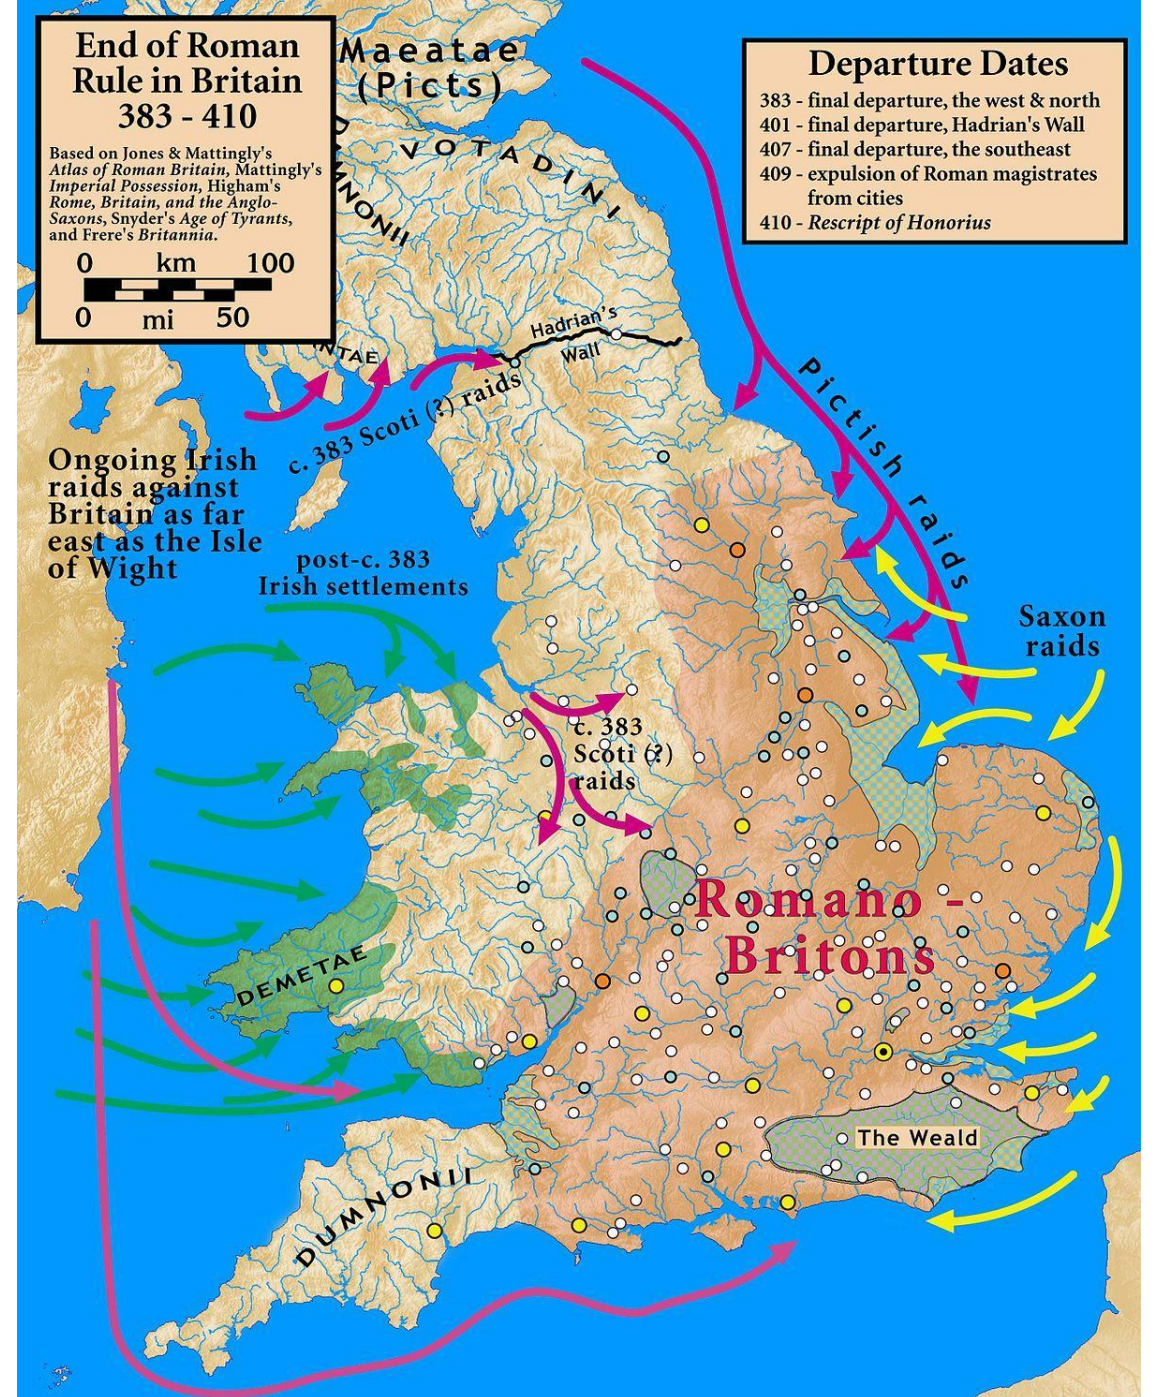 End of Roman
Rule in Britain
383 - 410
Based on Jones & Mattingly's
Atlas of Roman Britain, Mattingly's
Imperial Possession, Higham's
Rome, Britain, and the Anglo-
Saxons, Snyder's Age of Tyrants,
and Frere's Britannia.
0 km 100
0 mi 50
Maeatae
(Picts)
Departure Dates
383 - final departure, the west & north
401 - final departure, Hadrian's Wall
407 - final departure, the southeast
409 - expulsion of Roman magistrates
from cities
410 - Rescript of Honorius
VOTADINI
D MNONII
NTAE
Hadrian's
Wall
c. 383 Scoti (?) raids
Pictish raids
Ongoing Irish
raids against
Britain as far
east as the Isle
of Wight
post-c. 383
Irish settlements
Saxon
raids
c. 383
Scoti (?)
raids
Romano -
Britons
DEMETAE
The Weald
DUMNONII